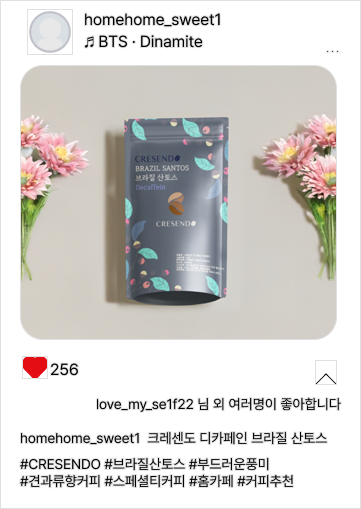 homehome_sweet1
♬ BTS · Dinamite
...
CRESENDO
BRAZIL SANTOS
브라질 산토스
Decaffein
CRESENDO
256
love_my_se1f22 님 외 여러명이 좋아합니다
homehome_sweet1 크레센도 디카페인 브라질 산토스
#CRESENDO #브라질산토스 #부드러운풍미
#견과류향커피 #스페셜티커피 #홈카페 #커피추천